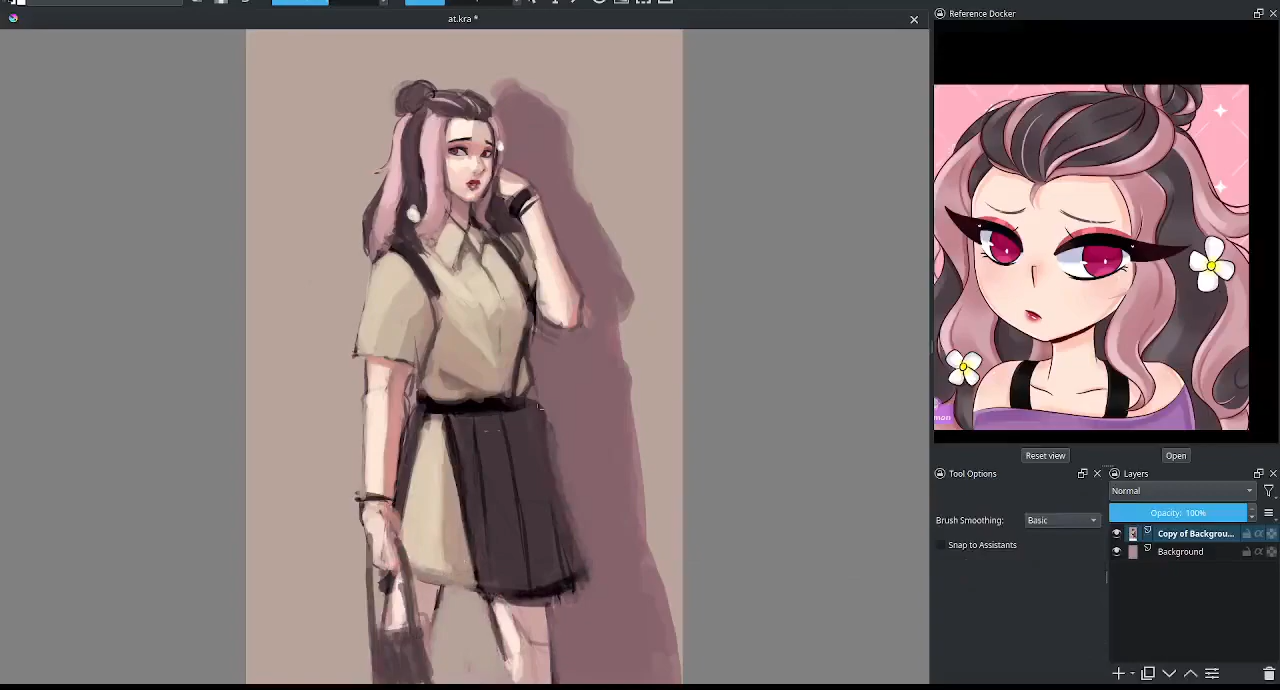 at.kra *
Reference Docker
man
Reset view
Open
Tool Options
Layers
Normal
Opacity: 100%
Brush Smoothing:
Basic
Copy of Backgrou...
Snap to Assistants
Background